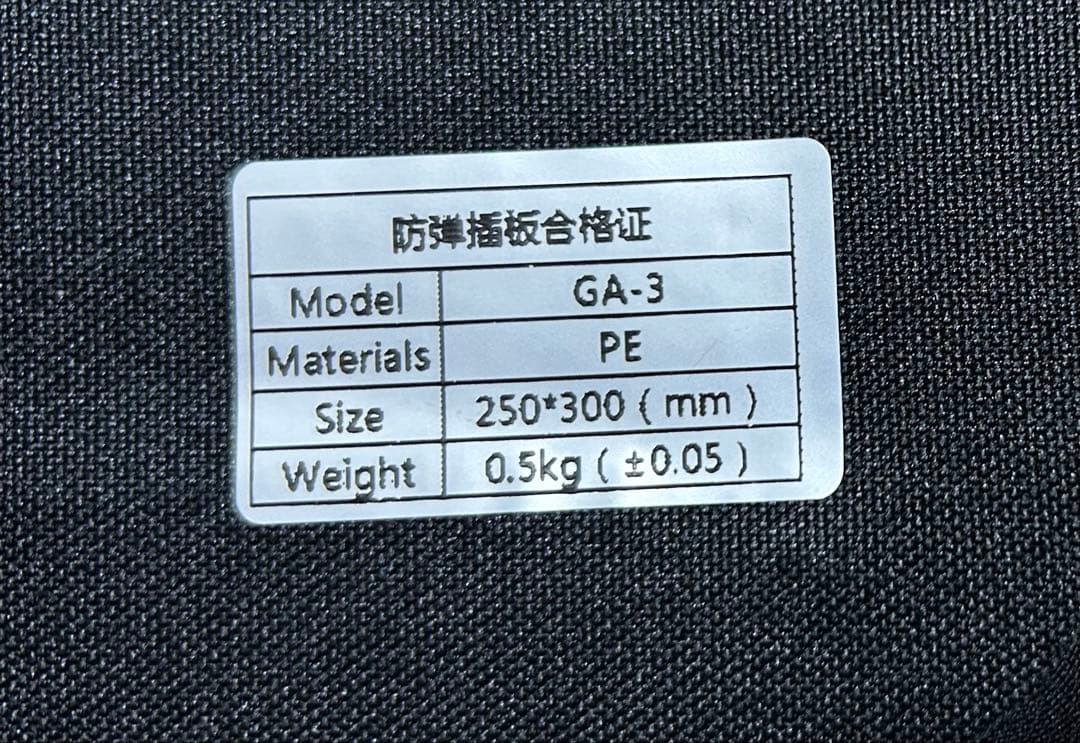 防弹插板合格证
Model GA-3
Materials PE
Size 250*300 ( mm )
Weight 0.5kg ( ±0.05 )